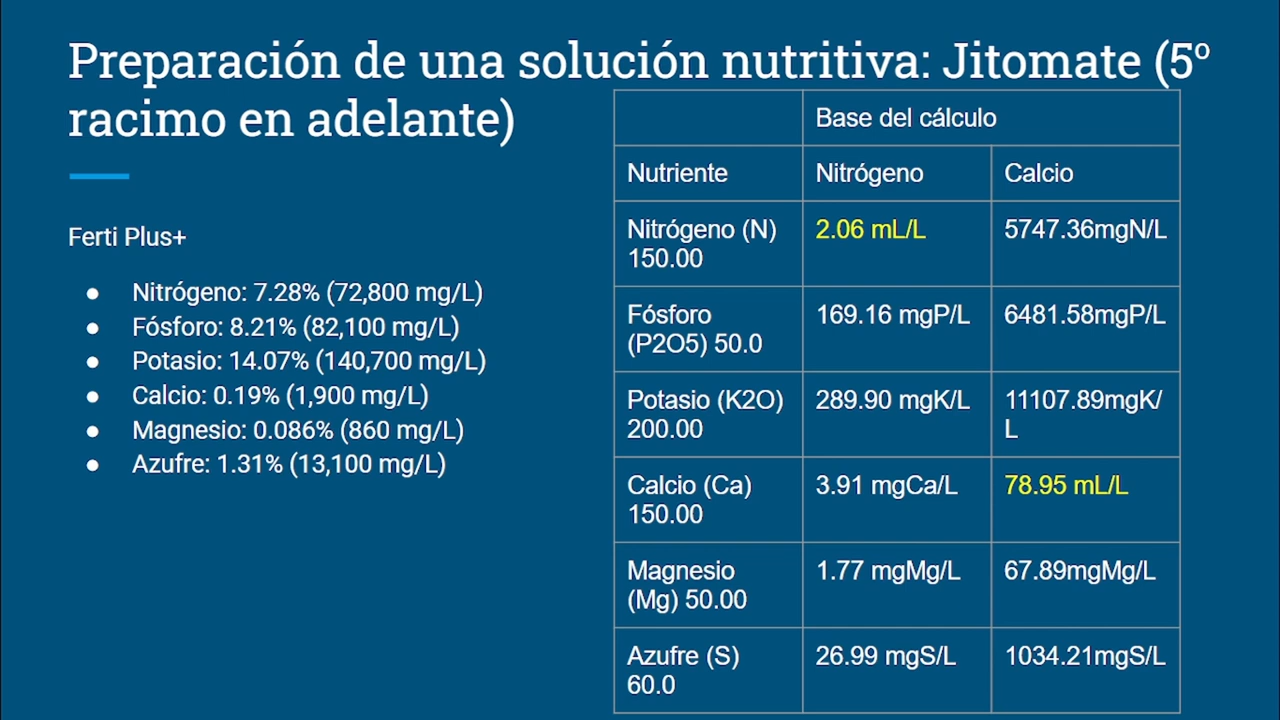 Preparación de una solución nutritiva: Jitomate (5º
racimo en adelante)
Ferti Plus+
● Nitrógeno: 7.28% (72,800 mg/L)
● Fósforo: 8.21% (82,100 mg/L)
● Potasio: 14.07% (140,700 mg/L)
● Calcio: 0.19% (1,900 mg/L)
● Magnesio: 0.086% (860 mg/L)
● Azufre: 1.31% (13,100 mg/L)
Base del cálculo
Nutriente Nitrógeno Calcio
Nitrógeno (N) 2.06 mL/L 5747.36mgN/L
150.00
Fósforo 169.16 mgP/L 6481.58mgP/L
(P2O5) 50.0
Potasio (K2O) 289.90 mgK/L 11107.89mgK/
200.00 L
Calcio (Ca) 3.91 mgCa/L 78.95 mL/L
150.00
Magnesio 1.77 mgMg/L 67.89mgMg/L
(Mg) 50.00
Azufre (S) 26.99 mgS/L 1034.21mgS/L
60.0